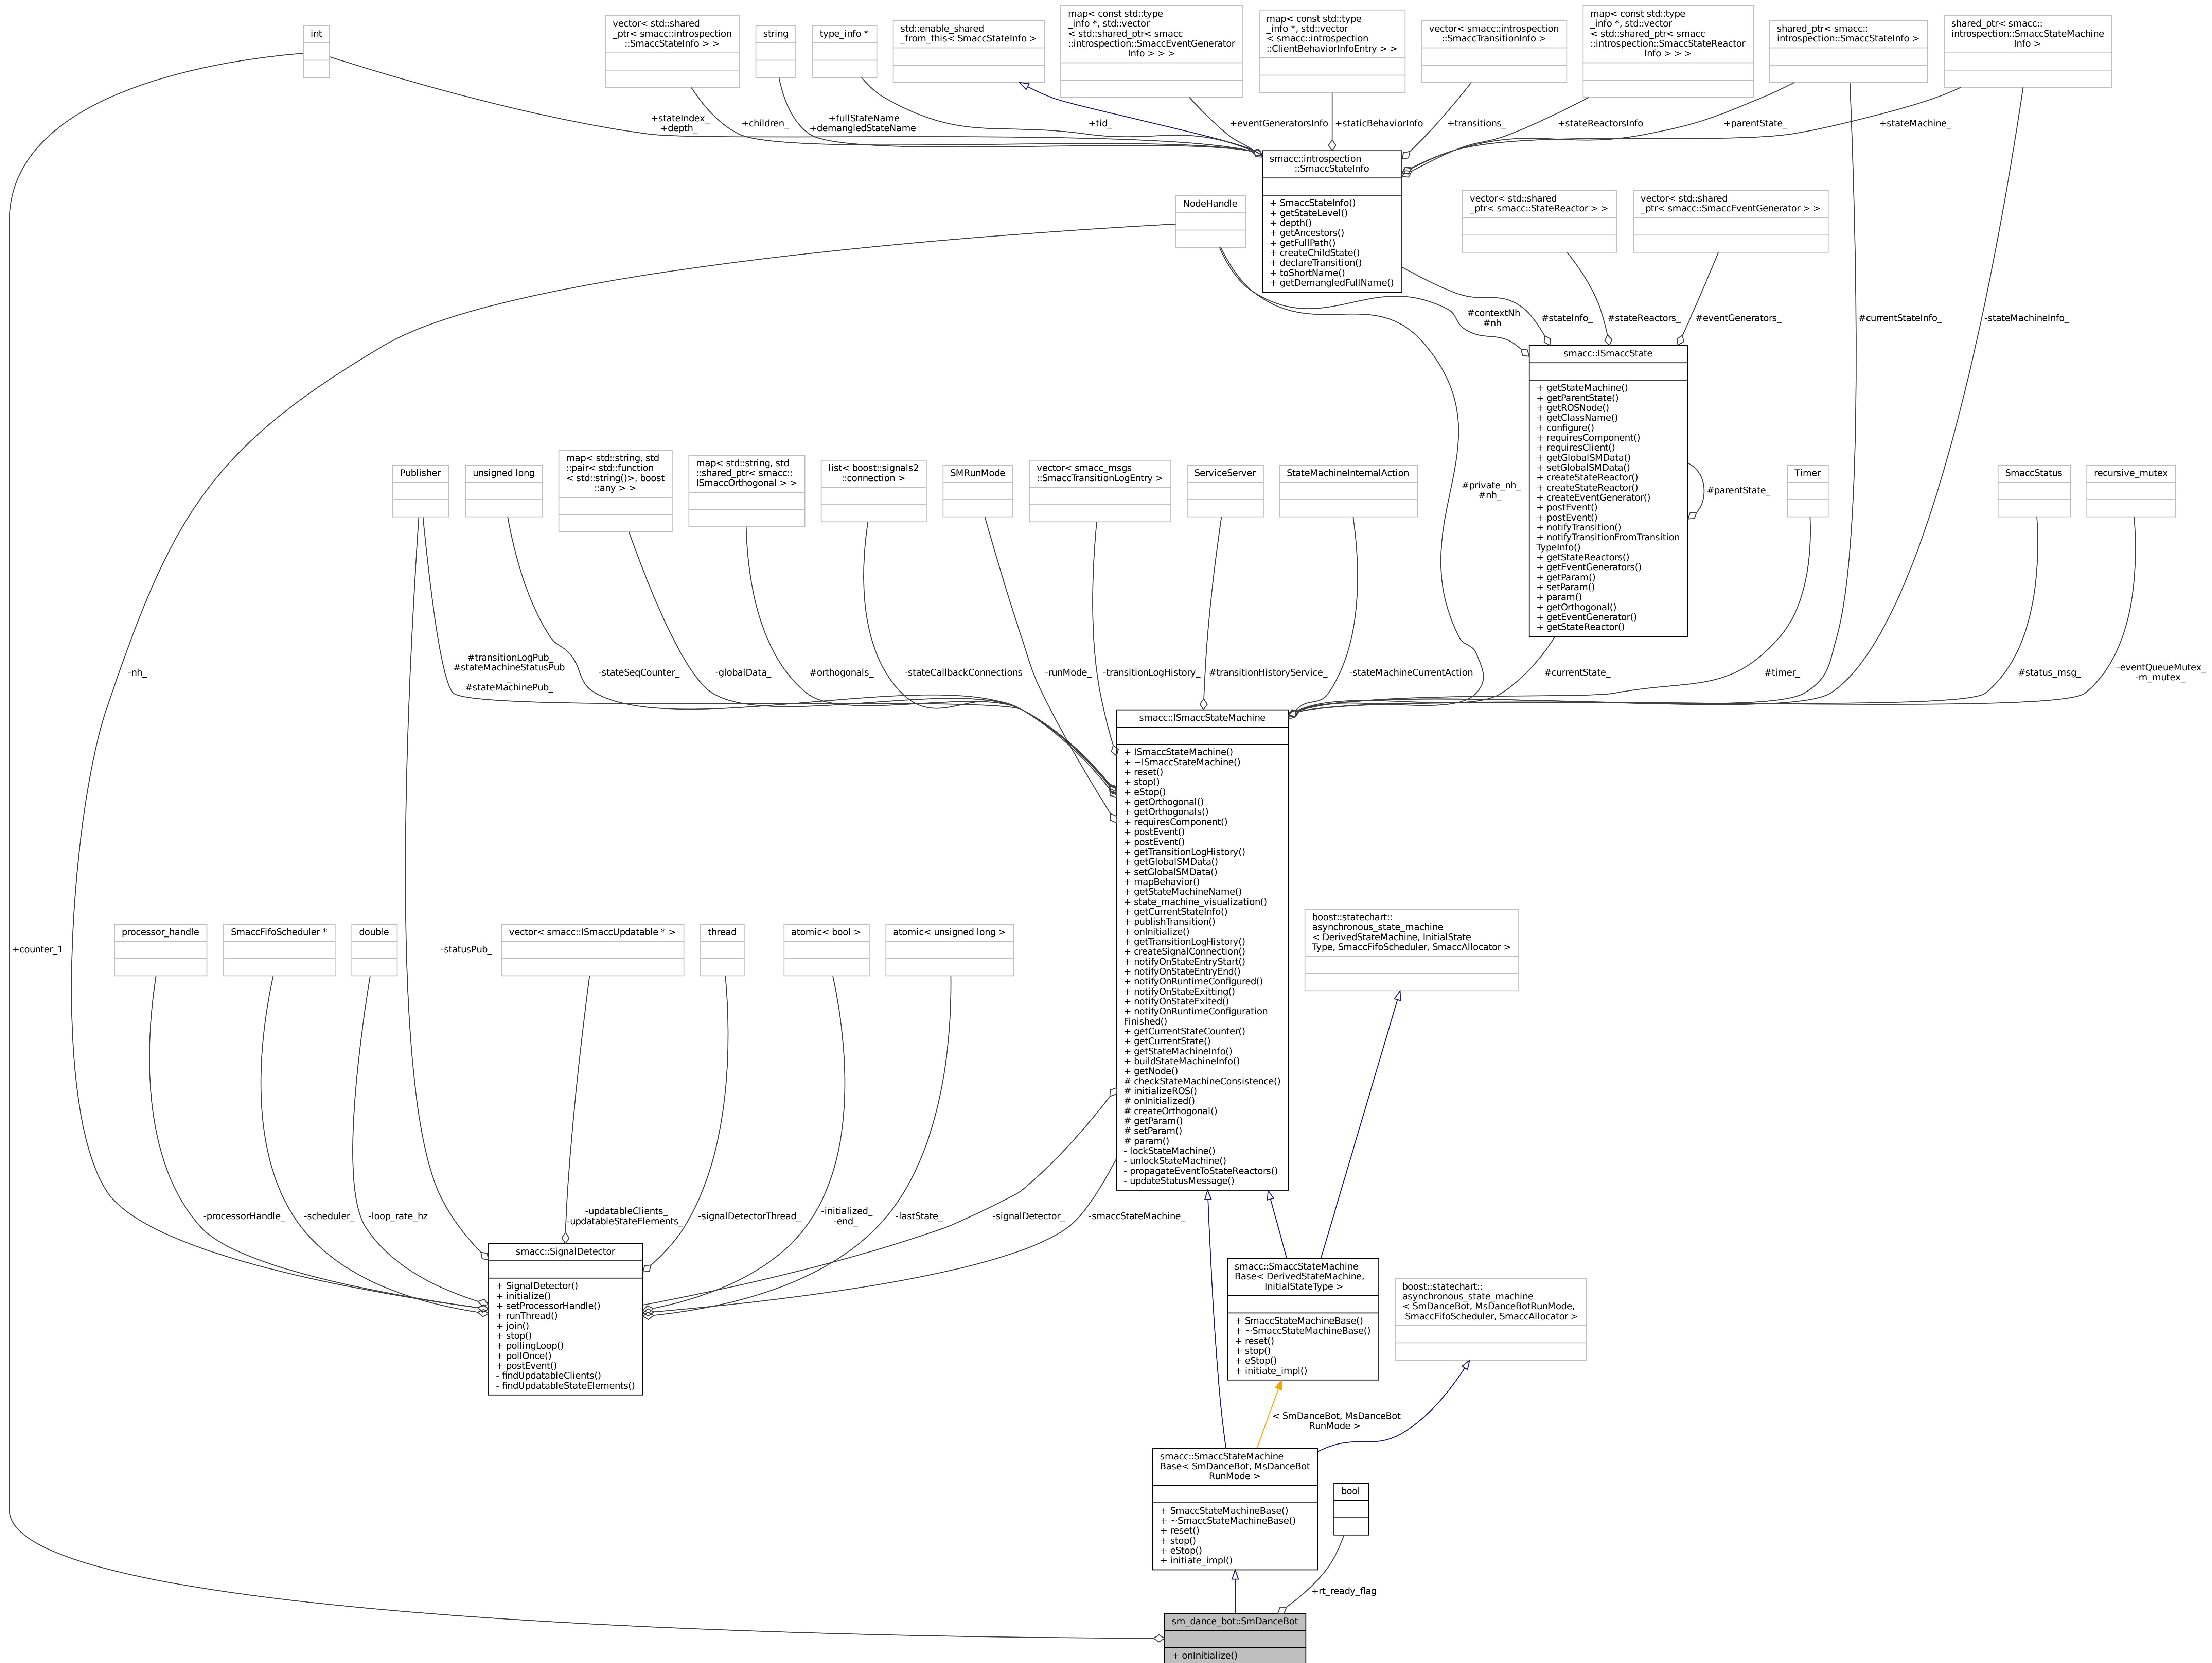 int
vector< std::shared
_ptr< smacc::introspection
::SmaccStateInfo > >
string
type_info *
std::enable_shared
_from_this< SmaccStateInfo >
map< const std::type
_info *, std::vector
< std::shared_ptr< smacc
::introspection::SmaccEventGenerator
Info > > >
map< const std::type
_info *, std::vector
< smacc::introspection
::ClientBehaviorInfoEntry > >
vector< smacc::introspection
::SmaccTransitionInfo >
map< const std::type
_info *, std::vector
< std::shared_ptr< smacc
::introspection::SmaccStateReactor
Info > > >
shared_ptr< smacc::
introspection::SmaccStateInfo >
shared_ptr< smacc::
introspection::SmaccStateMachine
Info >
+stateIndex_
+depth_
+children_
+fullStateName
+demangledStateName
+tid_
+eventGeneratorsInfo
+staticBehaviorInfo
+transitions_
+stateReactorsInfo
+parentState_
+stateMachine_
smacc::introspection
::SmaccStateInfo
+ SmaccStateInfo()
+ getStateLevel()
+ depth()
+ getAncestors()
+ getFullPath()
+ createChildState()
+ declareTransition()
+ toShortName()
+ getDemangledFullName()
NodeHandle
vector< std::shared
_ptr< smacc::StateReactor > >
vector< std::shared
_ptr< smacc::SmaccEventGenerator > >
#contextNh
#nh
#stateInfo_
#stateReactors_
#eventGenerators_
#currentStateInfo_
-stateMachineInfo_
smacc::ISmaccState
+ getStateMachine()
+ getParentState()
+ getROSNode()
+ getClassName()
+ configure()
+ requiresComponent()
+ requiresClient()
+ getGlobalSMData()
+ setGlobalSMData()
+ createStateReactor()
+ createStateReactor()
+ createEventGenerator()
+ postEvent()
+ postEvent()
+ notifyTransition()
+ notifyTransitionFromTransition
TypeInfo()
+ getStateReactors()
+ getEventGenerators()
+ getParam()
+ setParam()
+ param()
+ getOrthogonal()
+ getEventGenerator()
+ getStateReactor()
#parentState_
Publisher
unsigned long
map< std::string, std
::pair< std::function
< std::string()>, boost
::any > >
map< std::string, std
::shared_ptr< smacc::
ISmaccOrthogonal > >
list< boost::signals2
::connection >
SMRunMode
vector< smacc_msgs
::SmaccTransitionLogEntry >
ServiceServer
StateMachineInternalAction
#private_nh_
#nh_
Timer
SmaccStatus
recursive_mutex
-nh_
#transitionLogPub_
#stateMachineStatusPub
_
#stateMachinePub_
-stateSeqCounter_
-globalData_
#orthogonals_
-stateCallbackConnections
-runMode_
-transitionLogHistory_
#transitionHistoryService_
-stateMachineCurrentAction
#currentState_
#timer_
#status_msg_
-eventQueueMutex_
-m_mutex_
smacc::ISmaccStateMachine
+ ISmaccStateMachine()
+ ~ISmaccStateMachine()
+ reset()
+ stop()
+ eStop()
+ getOrthogonal()
+ getOrthogonals()
+ requiresComponent()
+ postEvent()
+ postEvent()
+ getTransitionLogHistory()
+ getGlobalSMData()
+ setGlobalSMData()
+ mapBehavior()
+ getStateMachineName()
+ state_machine_visualization()
+ getCurrentStateInfo()
+ publishTransition()
+ onInitialize()
+ getTransitionLogHistory()
+ createSignalConnection()
+ notifyOnStateEntryStart()
+ notifyOnStateEntryEnd()
+ notifyOnRuntimeConfigured()
+ notifyOnStateExitting()
+ notifyOnStateExited()
+ notifyOnRuntimeConfiguration
Finished()
+ getCurrentStateCounter()
+ getCurrentState()
+ getStateMachineInfo()
+ buildStateMachineInfo()
+ getNode()
# checkStateMachineConsistence()
# initializeROS()
# onInitialized()
# createOrthogonal()
# getParam()
# setParam()
# param()
- lockStateMachine()
- unlockStateMachine()
- propagateEventToStateReactors()
- updateStatusMessage()
+counter_1
processor_handle
SmaccFifoScheduler *
double
-statusPub_
vector< smacc::ISmaccUpdatable * >
thread
atomic< bool >
atomic< unsigned long >
boost::statechart::
asynchronous_state_machine
< DerivedStateMachine, InitialState
Type, SmaccFifoScheduler, SmaccAllocator >
-processorHandle_
-scheduler_
-loop_rate_hz
-updatableClients_
-updatableStateElements_
-signalDetectorThread_
-initialized_
-end_
-lastState_
-signalDetector_
-smaccStateMachine_
smacc::SignalDetector
+ SignalDetector()
+ initialize()
+ setProcessorHandle()
+ runThread()
+ join()
+ stop()
+ pollingLoop()
+ pollOnce()
+ postEvent()
- findUpdatableClients()
- findUpdatableStateElements()
smacc::SmaccStateMachine
Base< DerivedStateMachine,
InitialStateType >
+ SmaccStateMachineBase()
+ ~SmaccStateMachineBase()
+ reset()
+ stop()
+ eStop()
+ initiate_impl()
boost::statechart::
asynchronous_state_machine
< SmDanceBot, MsDanceBotRunMode,
SmaccFifoScheduler, SmaccAllocator >
< SmDanceBot, MsDanceBot
RunMode >
smacc::SmaccStateMachine
Base< SmDanceBot, MsDanceBot
RunMode >
+ SmaccStateMachineBase()
+ ~SmaccStateMachineBase()
+ reset()
+ stop()
+ eStop()
+ initiate_impl()
bool
+rt_ready_flag
sm_dance_bot::SmDanceBot
+ onInitialize()